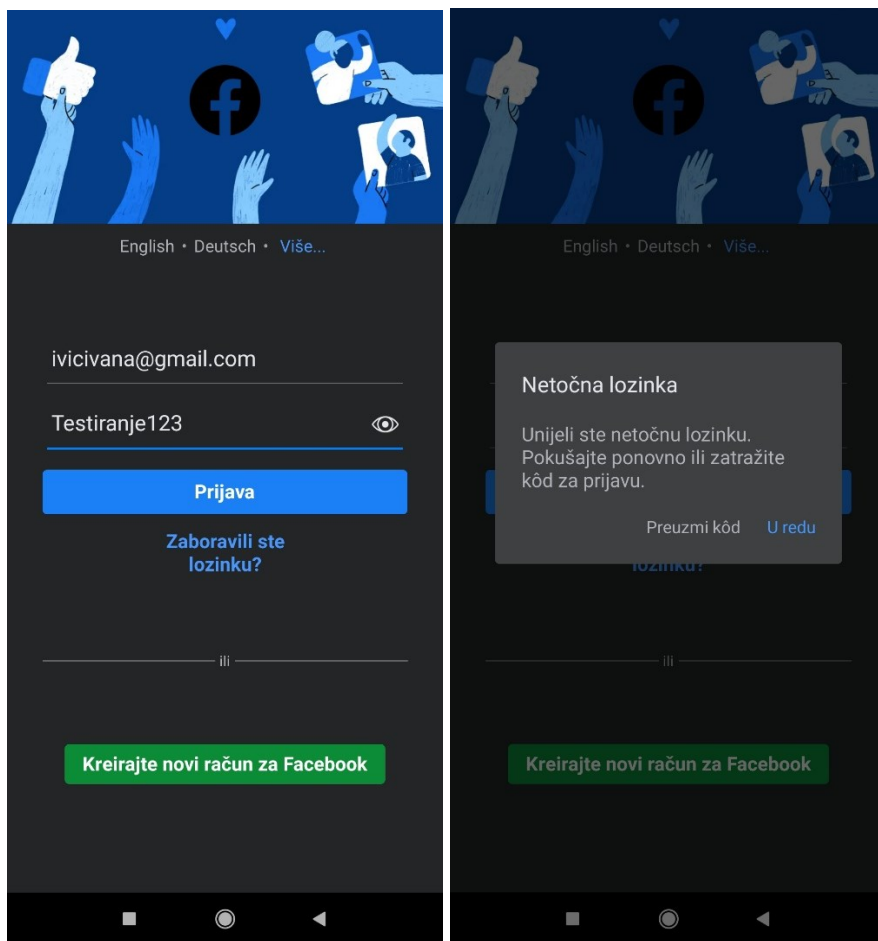 English • Deutsch • Više...
ivicivana@gmail.com
Testiranje123
Prijava
Zaboravili ste
lozinku?
ili
Kreirajte novi račun za Facebook
English • Deutsch • Više...
Netočna lozinka
Unijeli ste netočnu lozinku.
Pokušajte ponovno ili zatražite
kôd za prijavu.
Preuzmi kôd U redu
lozinku?
ili
Kreirajte novi račun za Facebook